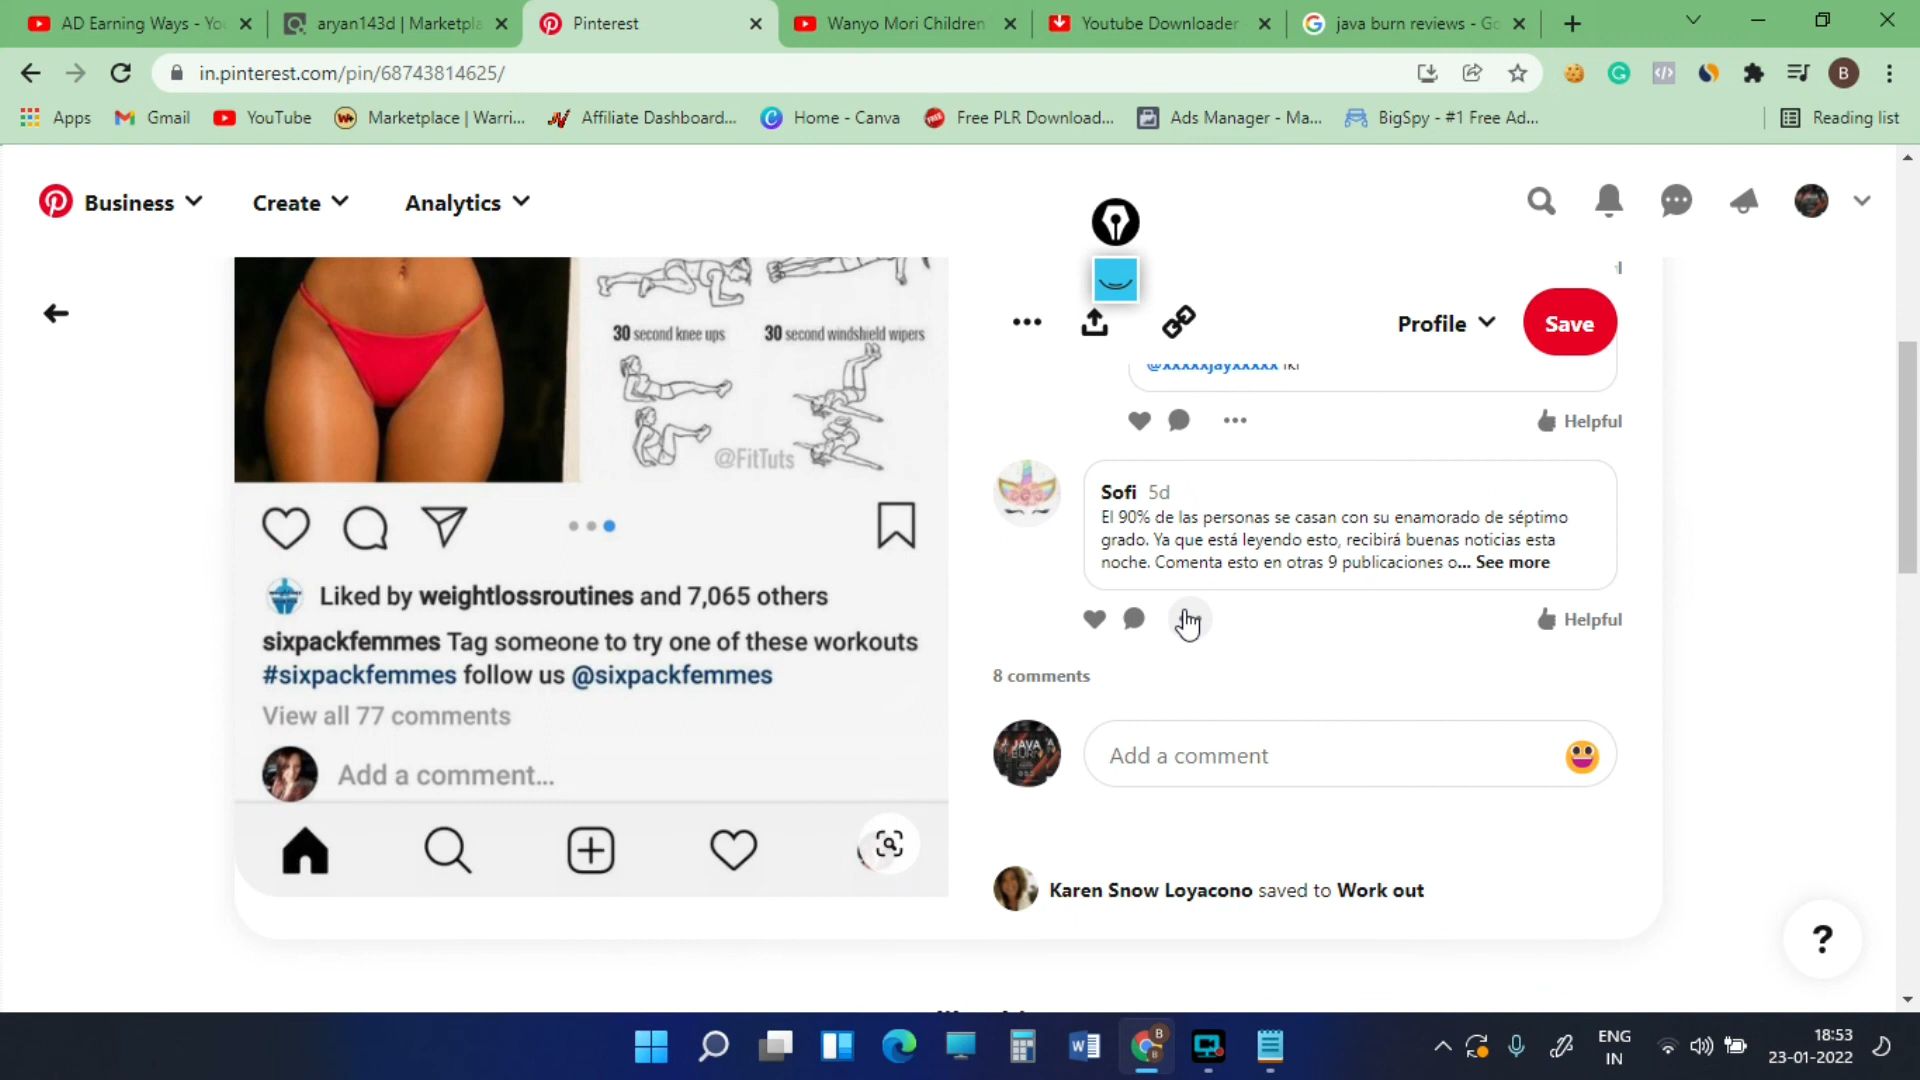 AD Earning Ways - Yo
aryan143d | Marketpla
Pinterest
Wanyo Mori Children
Youtube Downloader
java burn reviews - Go
in.pinterest.com/pin/68743814625/
B
Apps
Gmail
YouTube
Marketplace | Warri...
Affiliate Dashboard...
Home - Canva
Free PLR Download...
Ads Manager - Ma...
BigSpy - #1 Free Ad...
Reading list
Business
Create
Analytics
Profile
Save
30 second knee ups
30 second windshield wipers
@FitTuts
@xxxxxjayxxxxx
Helpful
Sofi 5d
El 90% de las personas se casan con su enamorado de séptimo
grado. Ya que está leyendo esto, recibirá buenas noticias esta
noche. Comenta esto en otras 9 publicaciones o... See more
Helpful
Liked by weightlossroutines and 7,065 others
sixpackfemmes Tag someone to try one of these workouts
#sixpackfemmes follow us @sixpackfemmes
View all 77 comments
Add a comment...
8 comments
JAVA
BURN
Add a comment
Karen Snow Loyacono saved to Work out
?
ENG
IN
18:53
23-01-2022